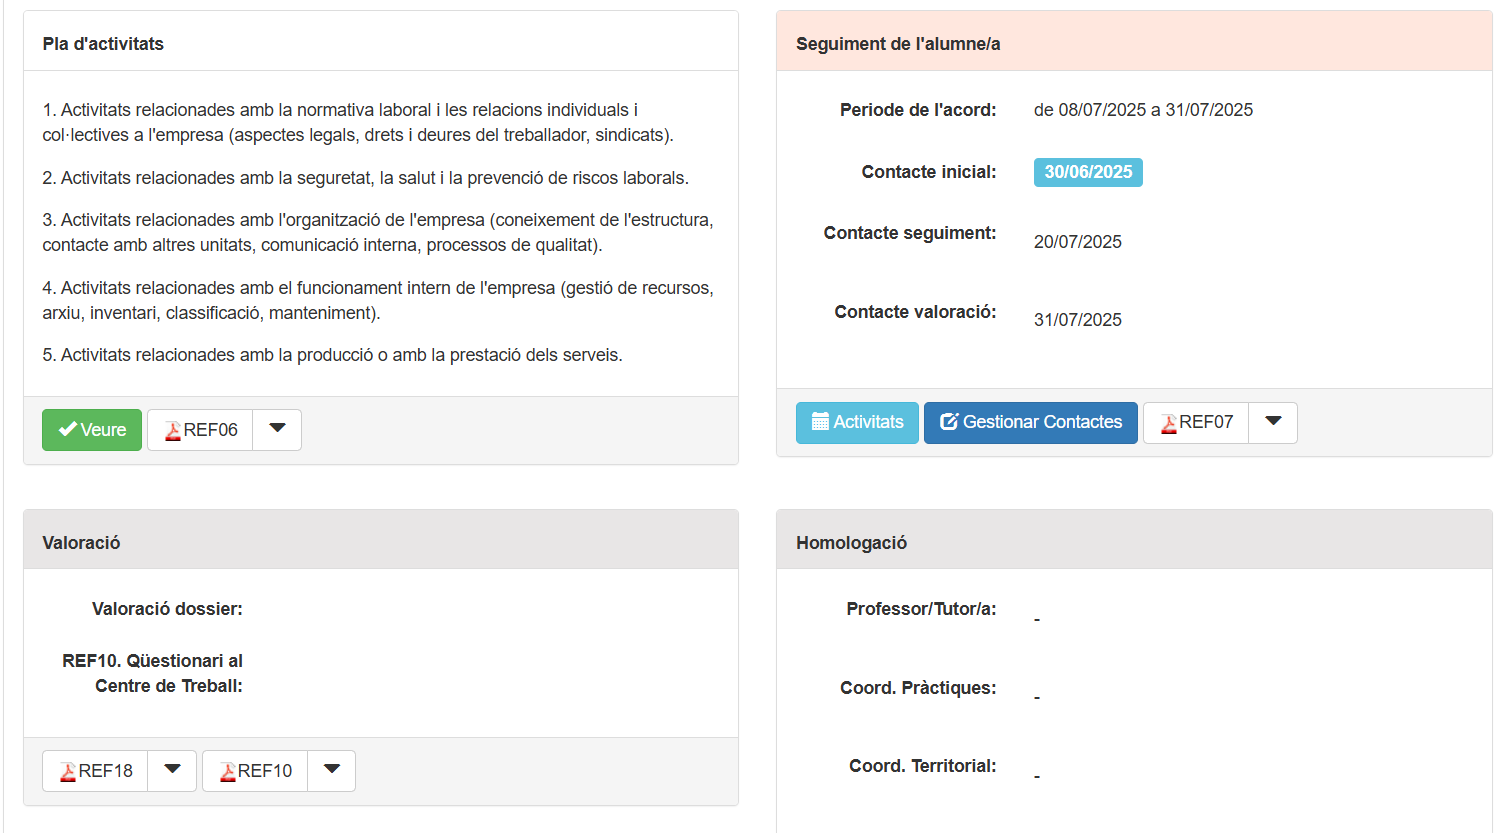 Pla d'activitats
1. Activitats relacionades amb la normativa laboral i les relacions individuals i
col·lectives a l'empresa (aspectes legals, drets i deures del treballador, sindicats).
2. Activitats relacionades amb la seguretat, la salut i la prevenció de riscos laborals.
3. Activitats relacionades amb l'organització de l'empresa (coneixement de l'estructura,
contacte amb altres unitats, comunicació interna, processos de qualitat).
4. Activitats relacionades amb el funcionament intern de l'empresa (gestió de recursos,
arxiu, inventari, classificació, manteniment).
5. Activitats relacionades amb la producció o amb la prestació dels serveis.
Veure REF06
Seguiment de l'alumne/a
Periode de l'acord: de 08/07/2025 a 31/07/2025
Contacte inicial: 30/06/2025
Contacte seguiment: 20/07/2025
Contacte valoració: 31/07/2025
Activitats Gestionar Contactes REF07
Valoració
Valoració dossier:
REF10. Qüestionari al
Centre de Treball:
REF18 REF10
Homologació
Professor/Tutor/a: -
Coord. Pràctiques: -
Coord. Territorial: -